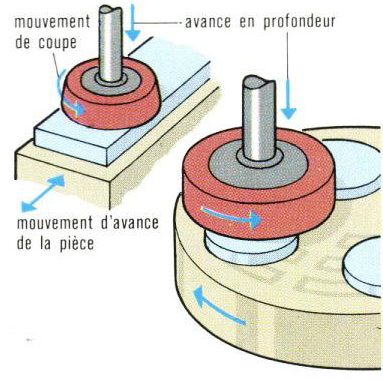 mouvement
de coupe
avance en profondeur
mouvement d'avance
de la pièce